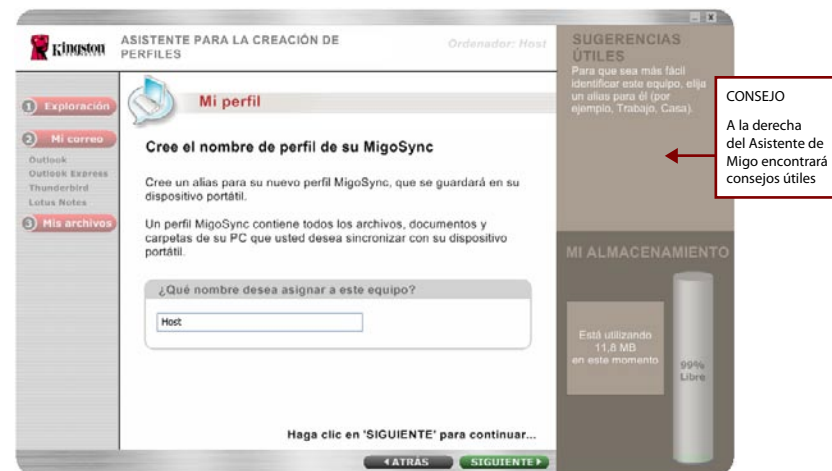 Kingston
ASISTENTE PARA LA CREACIÓN DE
PERFILES
Ordenador: Host
1 Exploración
2 Mi correo
Outlook
Outlook Express
Thunderbird
Lotus Notes
3 Mis archivos
Mi perfil
Cree el nombre de perfil de su MigoSync
Cree un alias para su nuevo perfil MigoSync, que se guardará en su
dispositivo portátil.
Un perfil MigoSync contiene todos los archivos, documentos y
carpetas de su PC que usted desea sincronizar con su dispositivo
portátil.
¿Qué nombre desea asignar a este equipo?
Host
Haga clic en 'SIGUIENTE' para continuar...
ATRÁS
SIGUIENTE
SUGERENCIAS
ÚTILES
Para que sea más fácil
identificar este equipo, elija
un alias para él (por
ejemplo, Trabajo, Casa).
MI ALMACENAMIENTO
Está utilizando
11,8 MB
en este momento
99%
Libre
CONSEJO
A la derecha
del Asistente de
Migo encontrará
consejos útiles